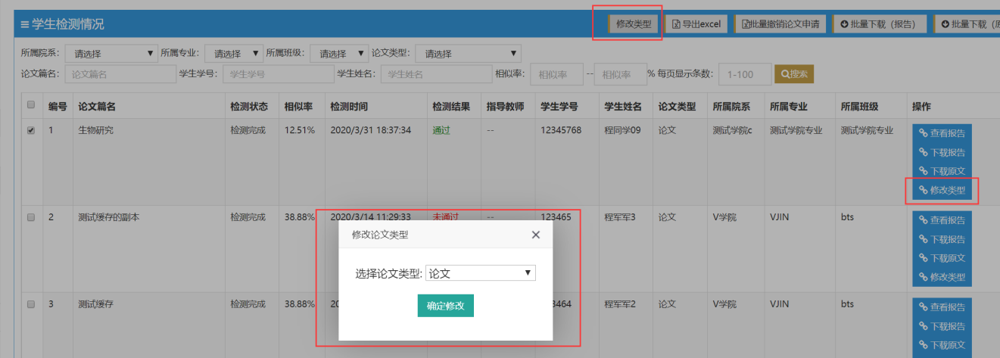 学生检测情况 修改类型 导出excel 批量撤销论文申请 批量下载（报告） 批量下载（
所属院系： 请选择 所属专业： 请选择 所属班级： 请选择 论文类型： 请选择
论文篇名： 论文篇名 学生学号： 学生学号 学生姓名： 学生姓名 相似率： 相似率 -- 相似率 % 每页显示条数： 1-100 搜索
编号 论文篇名 检测状态 相似率 检测时间 检测结果 指导教师 学生学号 学生姓名 论文类型 所属院系 所属专业 所属班级 操作
1 生物研究 检测完成 12.51% 2020/3/31 18:37:34 通过 -- 12345768 程同学09 论文 测试学院c 测试学院专业 测试学院专业 查看报告
下载报告
下载原文
修改类型
2 测试缓存的副本 检测完成 38.88% 2020/3/14 11:29:33 未通过 -- 123465 程军军3 论文 V学院 VJIN bts 查看报告
下载报告
下载原文
修改类型
修改论文类型
选择论文类型: 论文
确定修改
3 测试缓存 检测完成 38.88% 20 3464 程军军2 论文 V学院 VJIN bts 查看报告
下载报告
下载原文